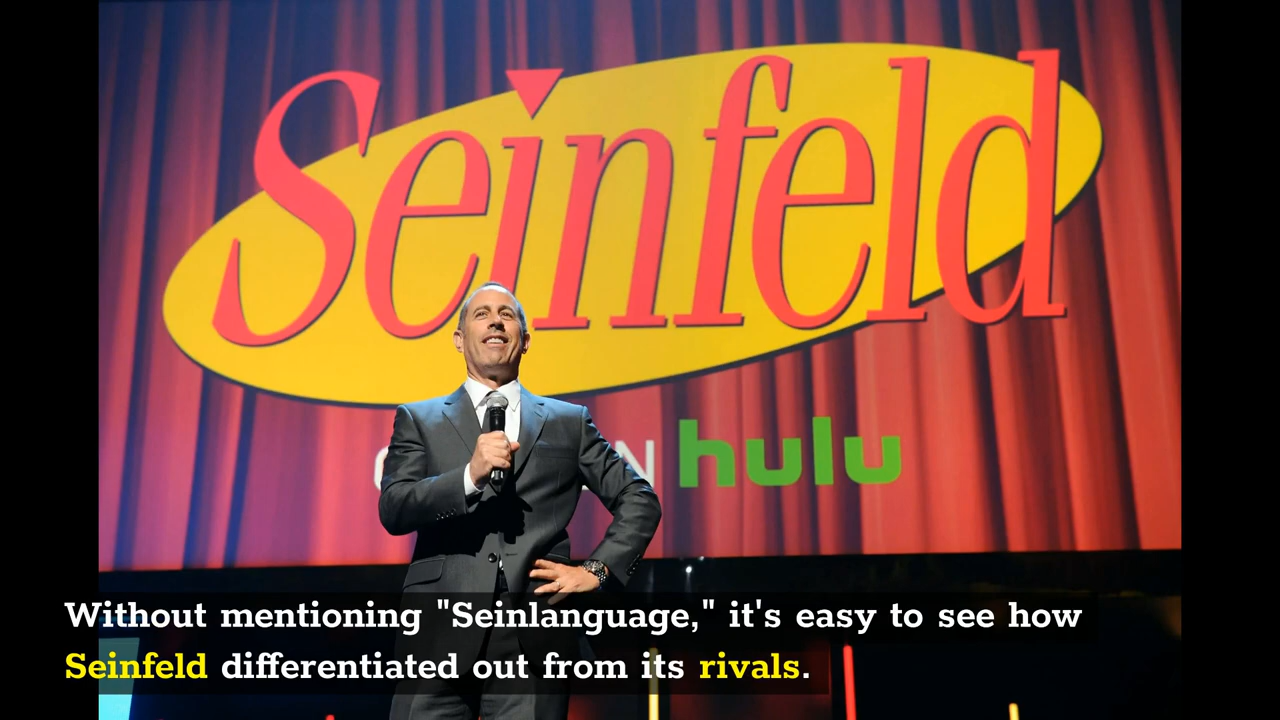 Seinfeld
hulu
Without mentioning "Seinlanguage," it's easy to see how
Seinfeld differentiated out from its rivals.